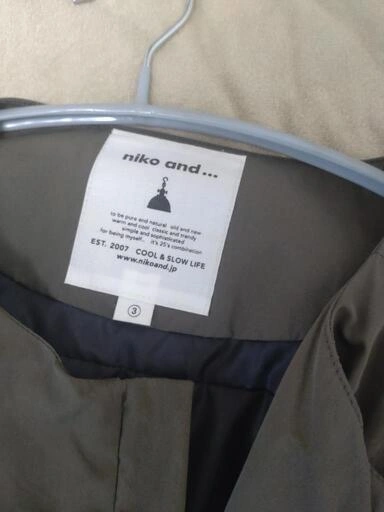 niko and...
to be pure and natural old and new
warm and cool classic and trendy
simple and sophisticated
for being myself... it's 25's combination
EST. 2007 COOL & SLOW LIFE
www.nikoand.jp
3